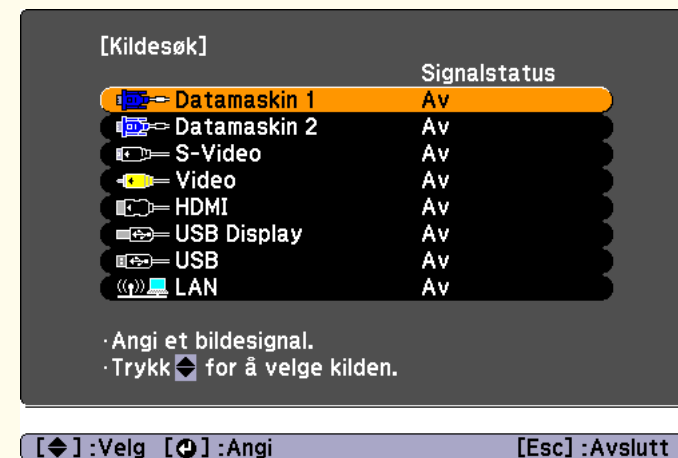 [Kildesøk]
Signalstatus
Datamaskin 1 Av
Datamaskin 2 Av
S-Video Av
Video Av
HDMI Av
USB Display Av
USB Av
LAN Av
·Angi et bildesignal.
·Trykk for å velge kilden.
[ ] :Velg [ ] :Angi [Esc] :Avslutt